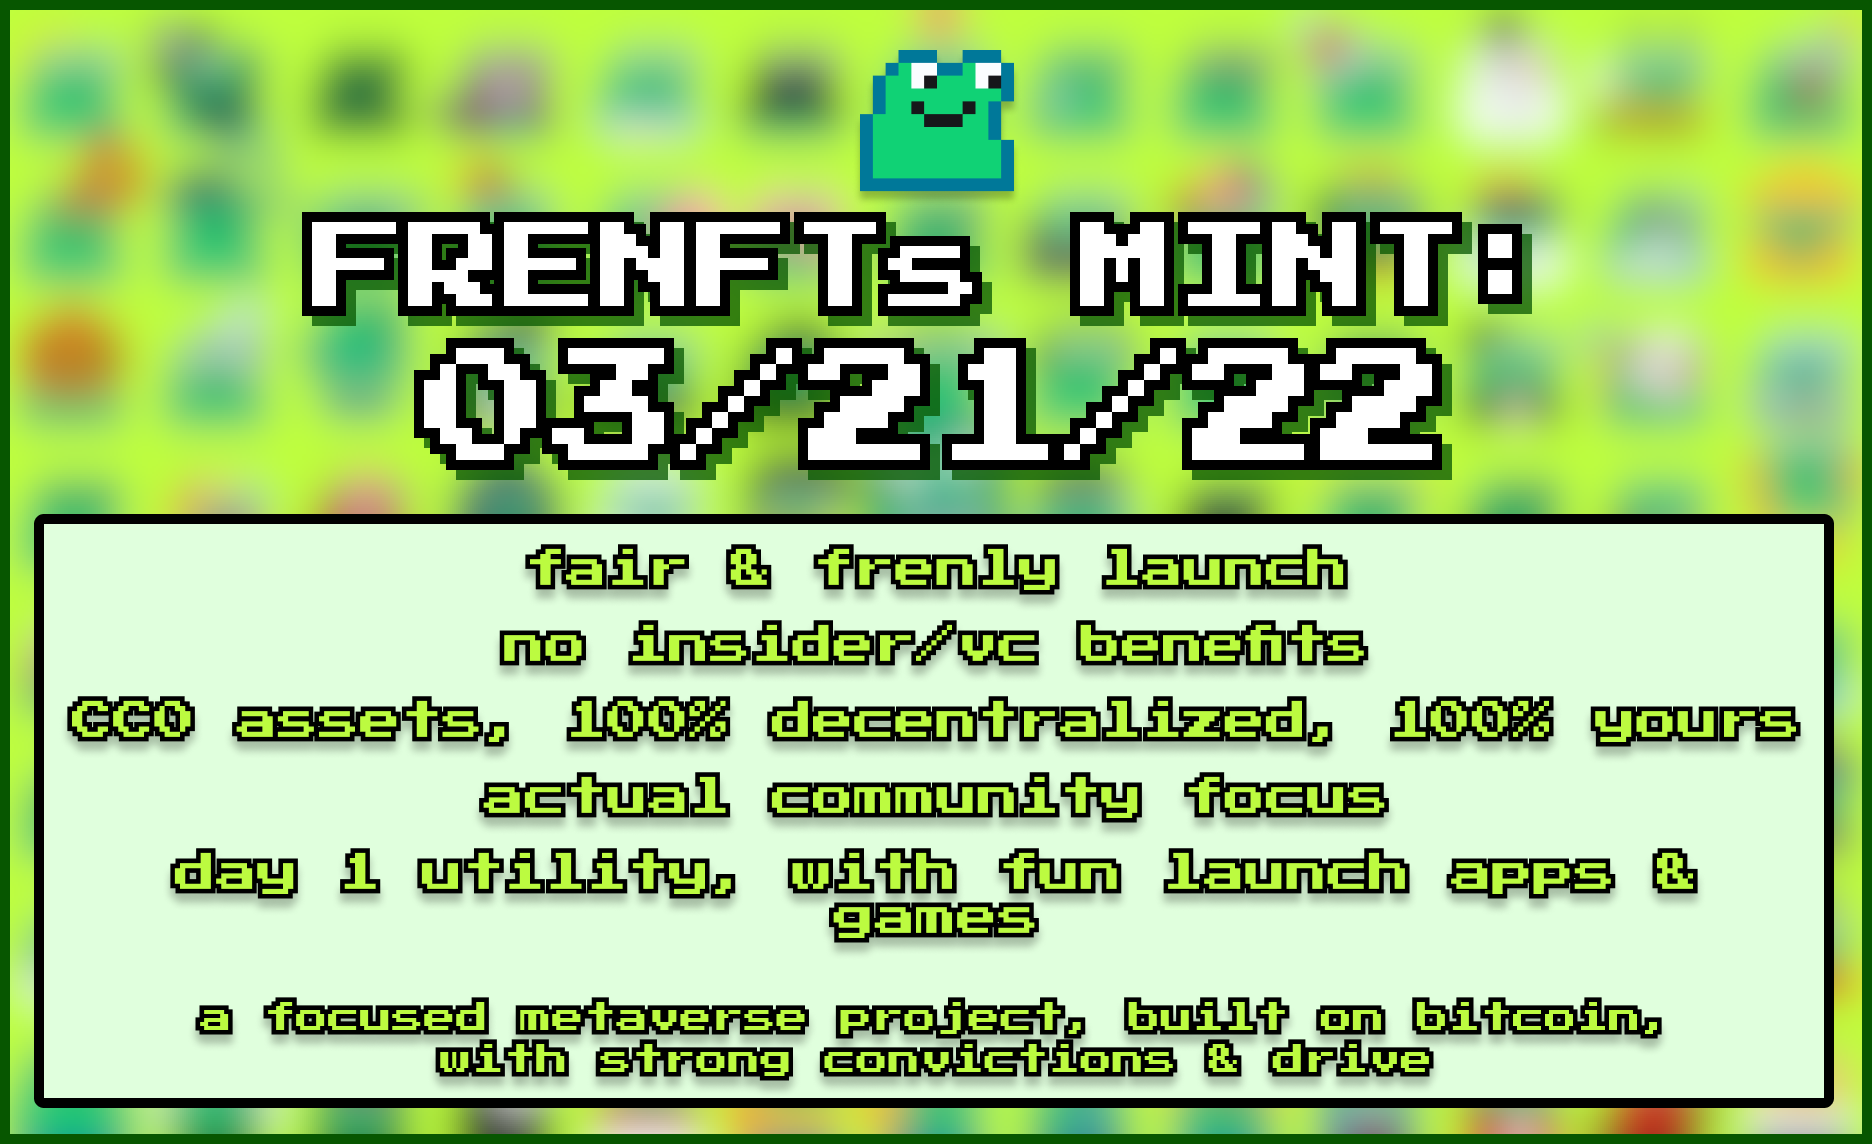 FRENFTs MINT:
03/21/22
fair & frenly launch
no insider/vc benefits
CC0 assets, 100% decentralized, 100% yours
actual community focus
day 1 utility, with fun launch apps &
games
a focused metaverse project, built on bitcoin,
with strong convictions & drive